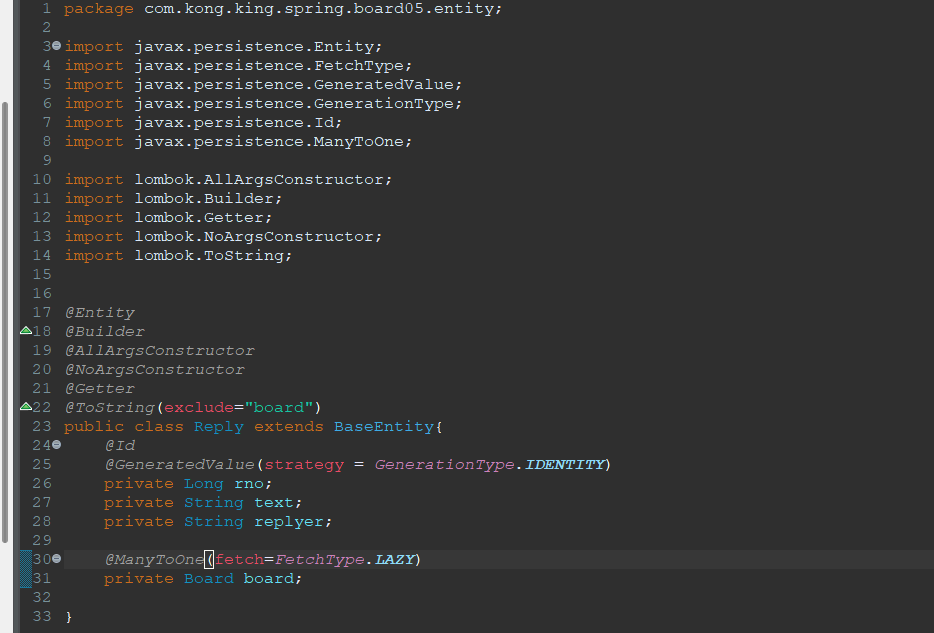 1 package com.kong.king.spring.board05.entity;
2
3 import javax.persistence.Entity;
4 import javax.persistence.FetchType;
5 import javax.persistence.GeneratedValue;
6 import javax.persistence.GenerationType;
7 import javax.persistence.Id;
8 import javax.persistence.ManyToOne;
9
10 import lombok.AllArgsConstructor;
11 import lombok.Builder;
12 import lombok.Getter;
13 import lombok.NoArgsConstructor;
14 import lombok.ToString;
15
16
17 @Entity
18 @Builder
19 @AllArgsConstructor
20 @NoArgsConstructor
21 @Getter
22 @ToString(exclude="board")
23 public class Reply extends BaseEntity{
24     @Id
25     @GeneratedValue(strategy = GenerationType.IDENTITY)
26     private Long rno;
27     private String text;
28     private String replyer;
29
30     @ManyToOne(fetch=FetchType.LAZY)
31     private Board board;
32
33 }